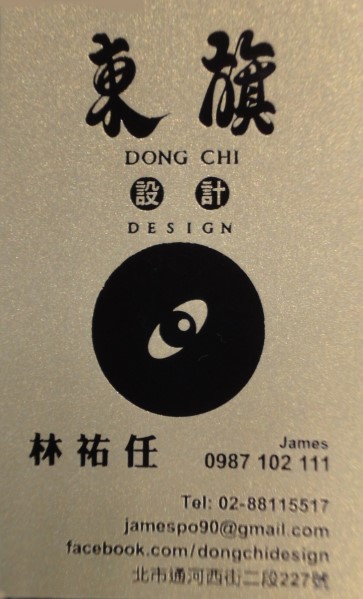 東旗
DONG CHI
設計
DESIGN
林祐任
James
0987 102 111
Tel: 02-88115517
jamespo90@gmail.com
facebook.com/dongchidesign
北市通河西街二段227號